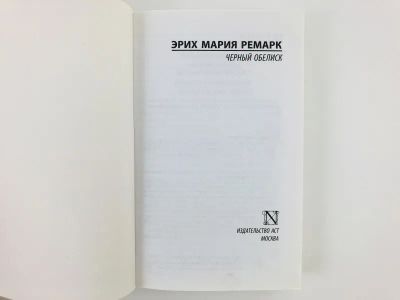 ЭРИХ МАРИЯ РЕМАРК
ЧЕРНЫЙ ОБЕЛИСК
N
ИЗДАТЕЛЬСТВО АСТ
МОСКВА